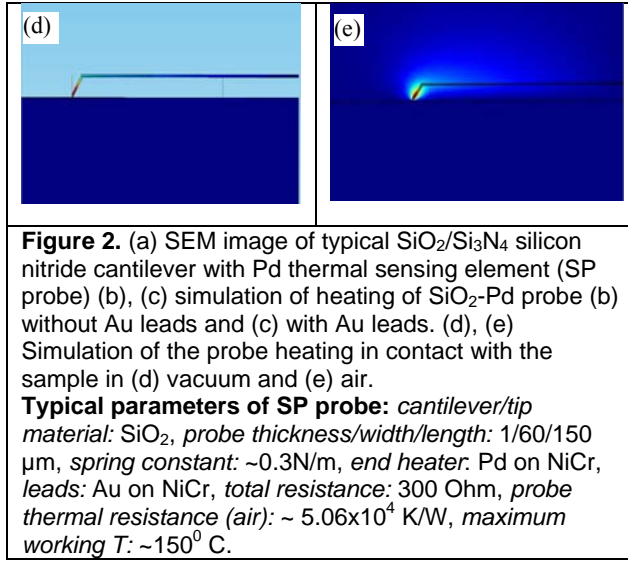 (d)
(e)
Figure 2. (a) SEM image of typical SiO₂/Si₃N₄ silicon
nitride cantilever with Pd thermal sensing element (SP
probe) (b), (c) simulation of heating of SiO₂-Pd probe (b)
without Au leads and (c) with Au leads. (d), (e)
Simulation of the probe heating in contact with the
sample in (d) vacuum and (e) air.
Typical parameters of SP probe: cantilever/tip
material: SiO₂, probe thickness/width/length: 1/60/150
µm, spring constant: ~0.3N/m, end heater: Pd on NiCr,
leads: Au on NiCr, total resistance: 300 Ohm, probe
thermal resistance (air): ~ 5.06x10⁴ K/W, maximum
working T: ~150⁰ C.